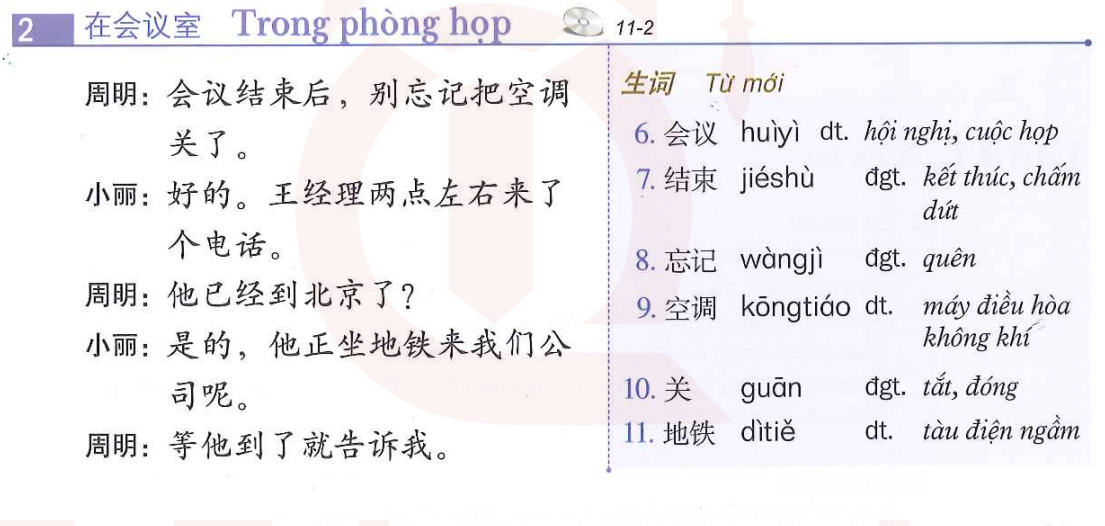 2 在会议室 Trong phòng họp 11-2
周明：会议结束后，别忘记把空调
关了。
小丽：好的。王经理两点左右来了
个电话。
周明：他已经到北京了？
小丽：是的，他正坐地铁来我们公
司呢。
周明：等他到了就告诉我。
生词 Từ mới
6. 会议 huìyì dt. hội nghị, cuộc họp
7. 结束 jiéshù đgt. kết thúc, chấm
dứt
8. 忘记 wàngjì đgt. quên
9. 空调 kōngtiáo dt. máy điều hòa
không khí
10. 关 guān đgt. tắt, đóng
11. 地铁 dìtiě dt. tàu điện ngầm